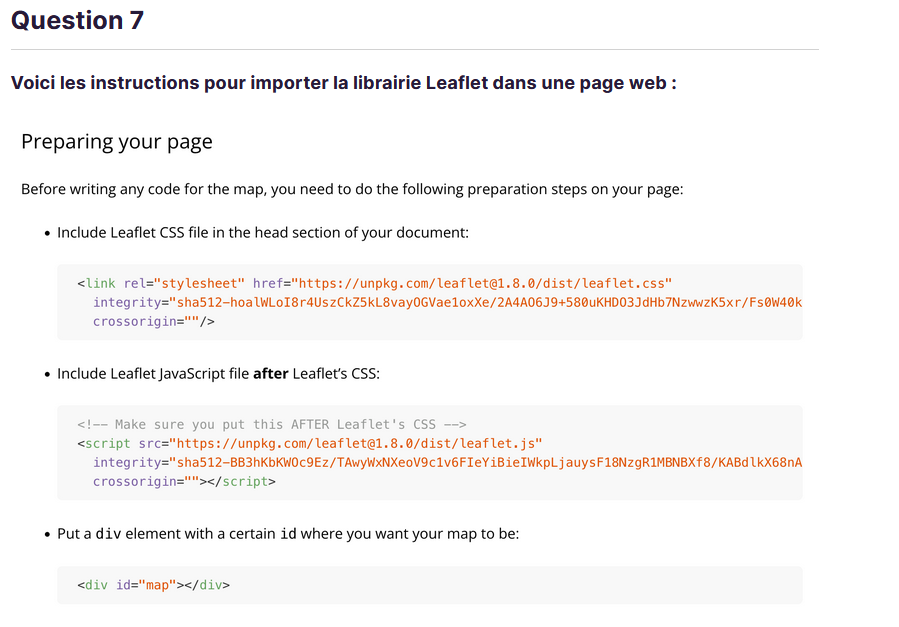 Question 7
Voici les instructions pour importer la librairie Leaflet dans une page web :
Preparing your page
Before writing any code for the map, you need to do the following preparation steps on your page:
• Include Leaflet CSS file in the head section of your document:
<link rel="stylesheet" href="https://unpkg.com/leaflet@1.8.0/dist/leaflet.css"
integrity="sha512-hoalWLoI8r4UszCkZ5kL8vayOGVae1oxXe/2A4AO6J9+580uKHDO3JdHb7NzwwzK5xr/Fs0W40k
crossorigin=""/>
• Include Leaflet JavaScript file after Leaflet’s CSS:
<!-- Make sure you put this AFTER Leaflet's CSS -->
<script src="https://unpkg.com/leaflet@1.8.0/dist/leaflet.js"
integrity="sha512-BB3hKbKWOc9Ez/TAwyWxNXeoV9c1v6FIeYiBieIWkpLjauysF18NzgR1MBNBXf8/KABdlkX68nA
crossorigin=""></script>
• Put a div element with a certain id where you want your map to be:
<div id="map"></div>